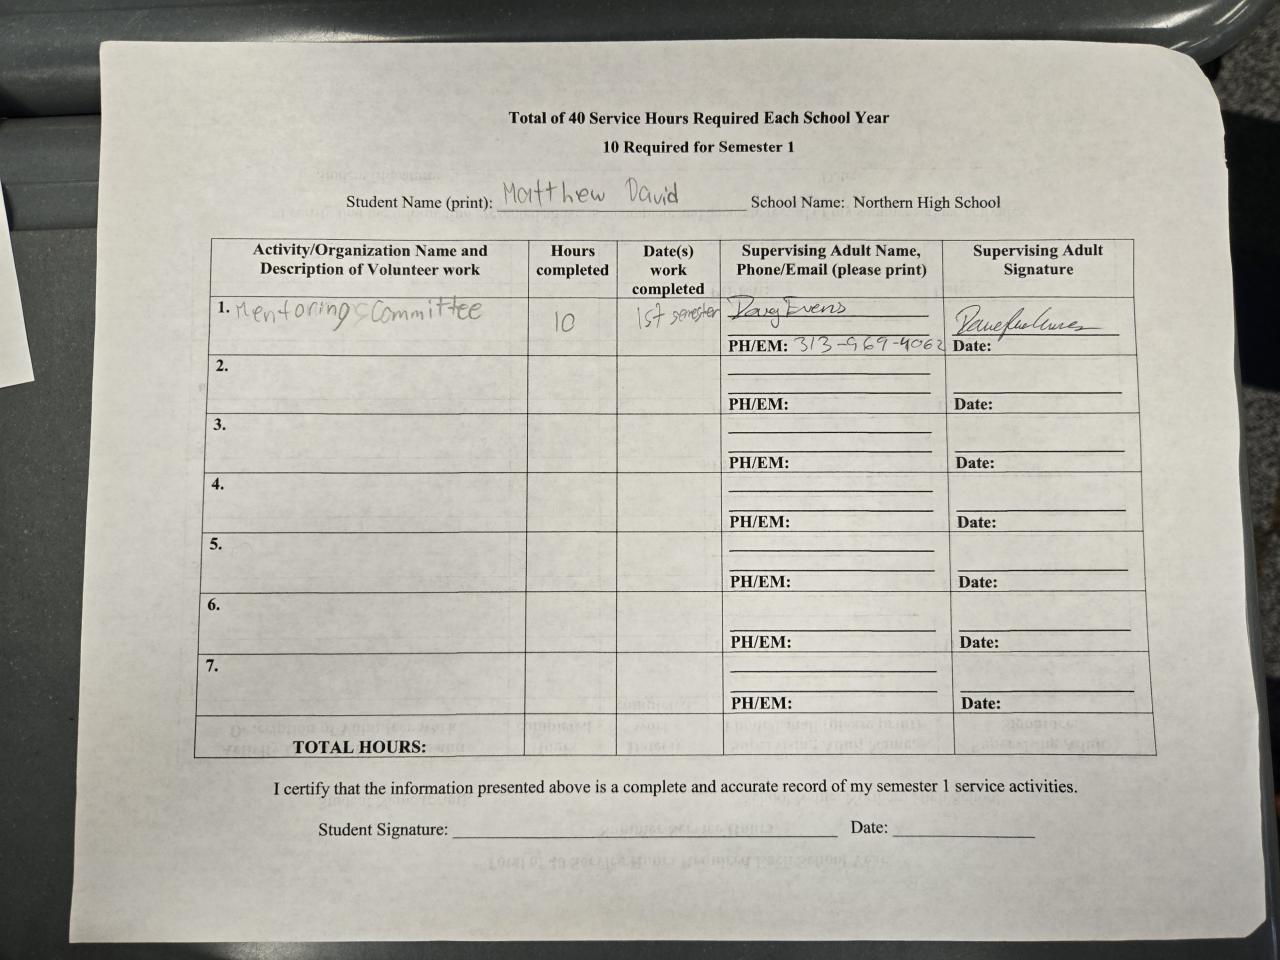 Total of 40 Service Hours Required Each School Year
10 Required for Semester 1
Student Name (print): Matthew David School Name: Northern High School
Activity/Organization Name and Description of Volunteer work
Hours completed
Date(s) work completed
Supervising Adult Name, Phone/Email (please print)
Supervising Adult Signature
1. Mentoring Committee 10 1st semester Doug Evens
PH/EM: 313-969-4062 Date:
2.
PH/EM: Date:
3.
PH/EM: Date:
4.
PH/EM: Date:
5.
PH/EM: Date:
6.
PH/EM: Date:
7.
PH/EM: Date:
TOTAL HOURS:
I certify that the information presented above is a complete and accurate record of my semester 1 service activities.
Student Signature: Date: